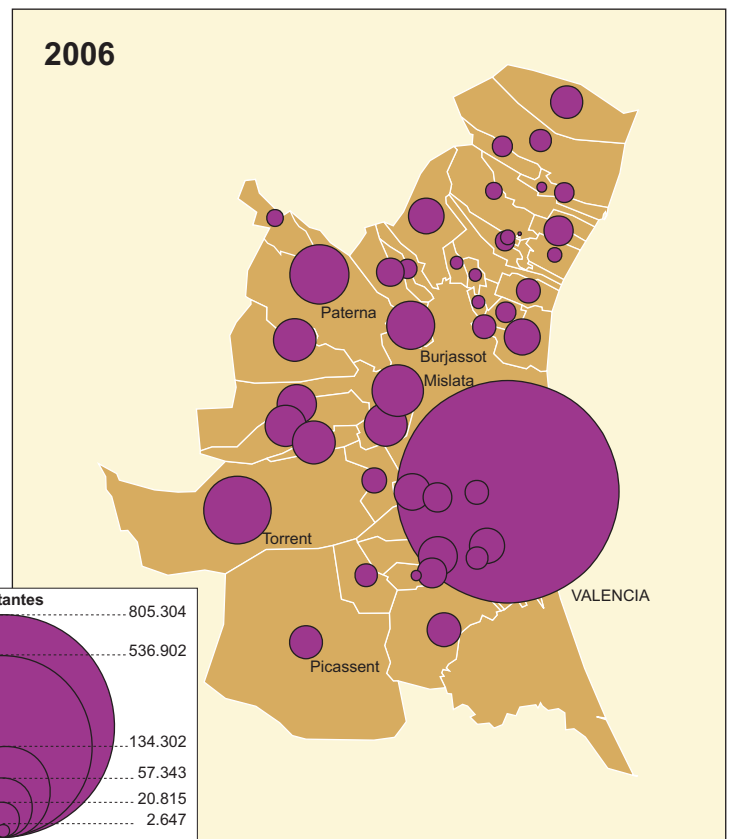 2006
Paterna
Burjassot
Mislata
Torrent
VALENCIA
Picassent
805.304
536.902
134.302
57.343
20.815
2.647